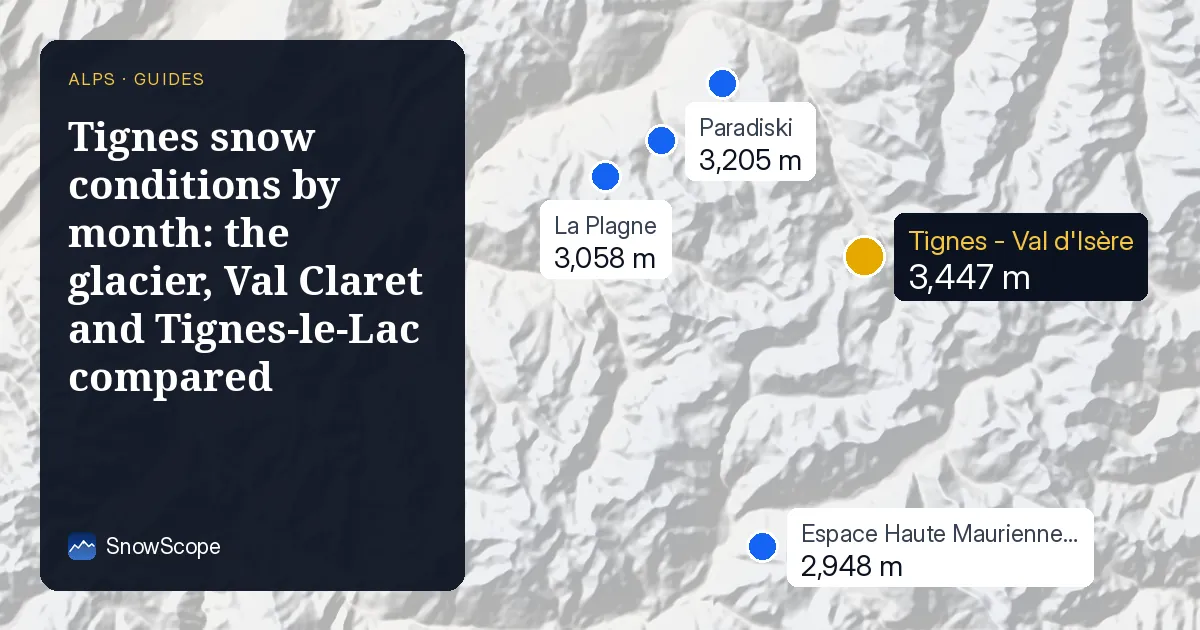 ALPS · GUIDES
Tignes snow
conditions by
month: the
glacier, Val Claret
and Tignes-le-Lac
compared
SnowScope
Paradiski
3,205 m
La Plagne
3,058 m
Tignes - Val d'Isère
3,447 m
Espace Haute Maurienne...
2,948 m